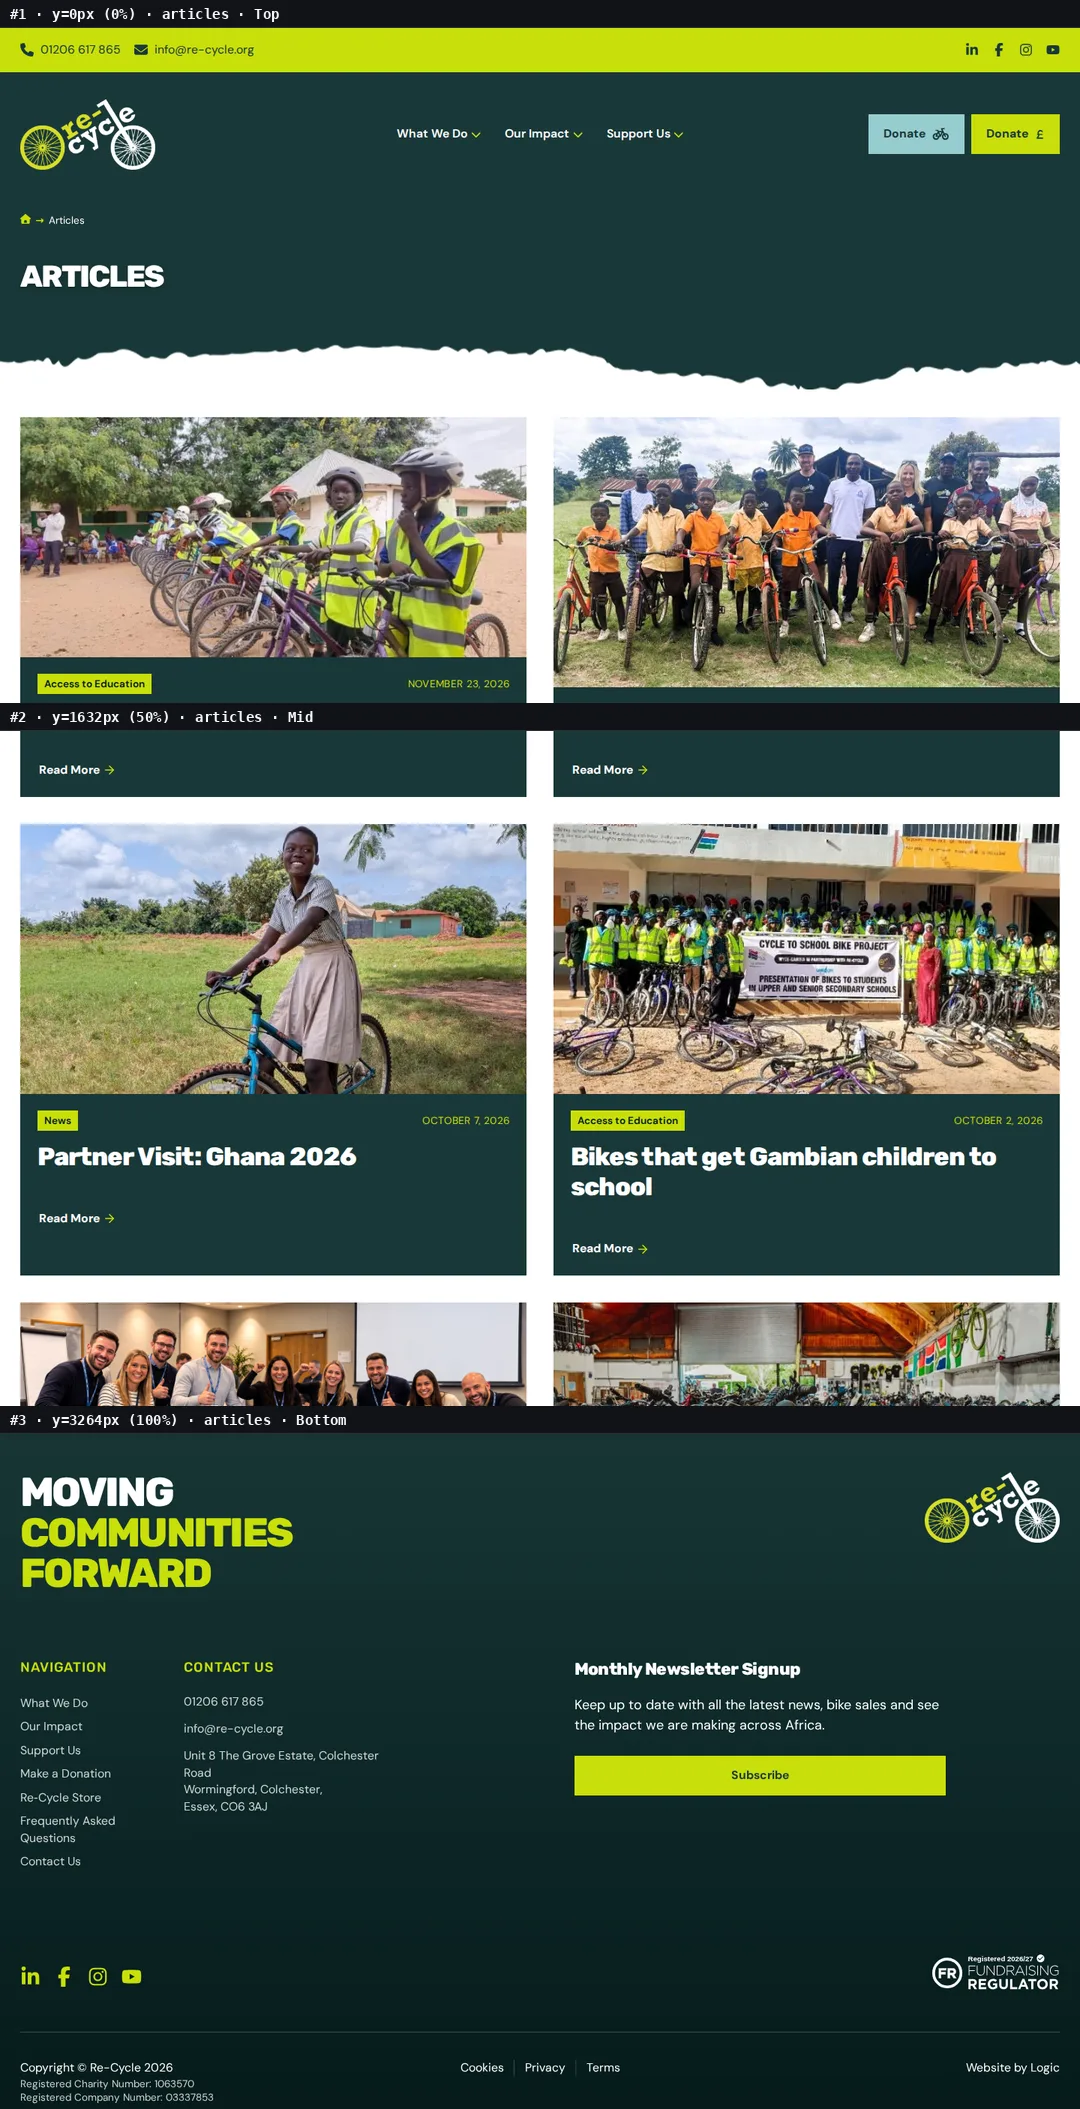 #1 · y=0px (0%) · articles · Top
01206 617 865
info@re-cycle.org
re-cycle
What We Do
Our Impact
Support Us
Donate
Donate £
→ Articles
ARTICLES
Access to Education
NOVEMBER 23, 2026
#2 · y=1632px (50%) · articles · Mid
Read More →
Read More →
CYCLE TO SCHOOL BIKE PROJECT
PRESENTATION OF BIKES TO STUDENTS
IN UPPER AND SENIOR SECONDARY SCHOOLS
News
OCTOBER 7, 2026
Partner Visit: Ghana 2026
Read More →
Access to Education
OCTOBER 2, 2026
Bikes that get Gambian children to
school
Read More →
#3 · y=3264px (100%) · articles · Bottom
MOVING
COMMUNITIES
FORWARD
re-cycle
NAVIGATION
What We Do
Our Impact
Support Us
Make a Donation
Re-Cycle Store
Frequently Asked
Questions
Contact Us
CONTACT US
01206 617 865
info@re-cycle.org
Unit 8 The Grove Estate, Colchester
Road
Wormingford, Colchester,
Essex, CO6 3AJ
Monthly Newsletter Signup
Keep up to date with all the latest news, bike sales and see
the impact we are making across Africa.
Subscribe
Registered 2026/27
FR
FUNDRAISING
REGULATOR
Copyright © Re-Cycle 2026
Registered Charity Number: 1063570
Registered Company Number: 03337853
Cookies
Privacy
Terms
Website by Logic